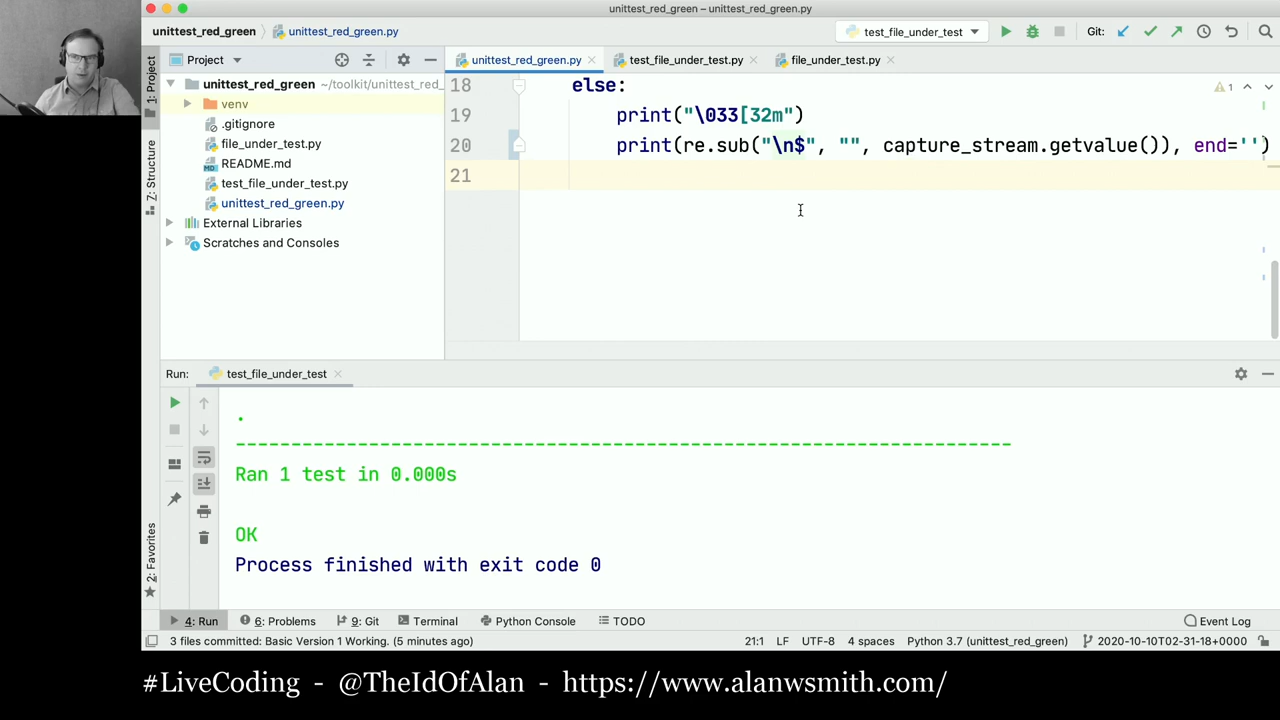 unittest_red_green – unittest_red_green.py
unittest_red_green
unittest_red_green.py
test_file_under_test
Git:
1: Project
Project
unittest_red_green.py
test_file_under_test.py
file_under_test.py
unittest_red_green ~/toolkit/unittest_red_
venv
.gitignore
file_under_test.py
README.md
test_file_under_test.py
unittest_red_green.py
External Libraries
Scratches and Consoles
Z: Structure
1
18 else:
19 print("\033[32m")
20 print(re.sub("\n$", "", capture_stream.getvalue()), end='')
21
Run: test_file_under_test
.
----------------------------------------------------------------------
Ran 1 test in 0.000s
OK
Process finished with exit code 0
2: Favorites
4: Run
6: Problems
9: Git
Terminal
Python Console
TODO
Event Log
3 files committed: Basic Version 1 Working. (5 minutes ago)
21:1 LF UTF-8 4 spaces Python 3.7 (unittest_red_green) 2020-10-10T02-31-18+0000
#LiveCoding - @TheIdOfAlan - https://www.alanwsmith.com/